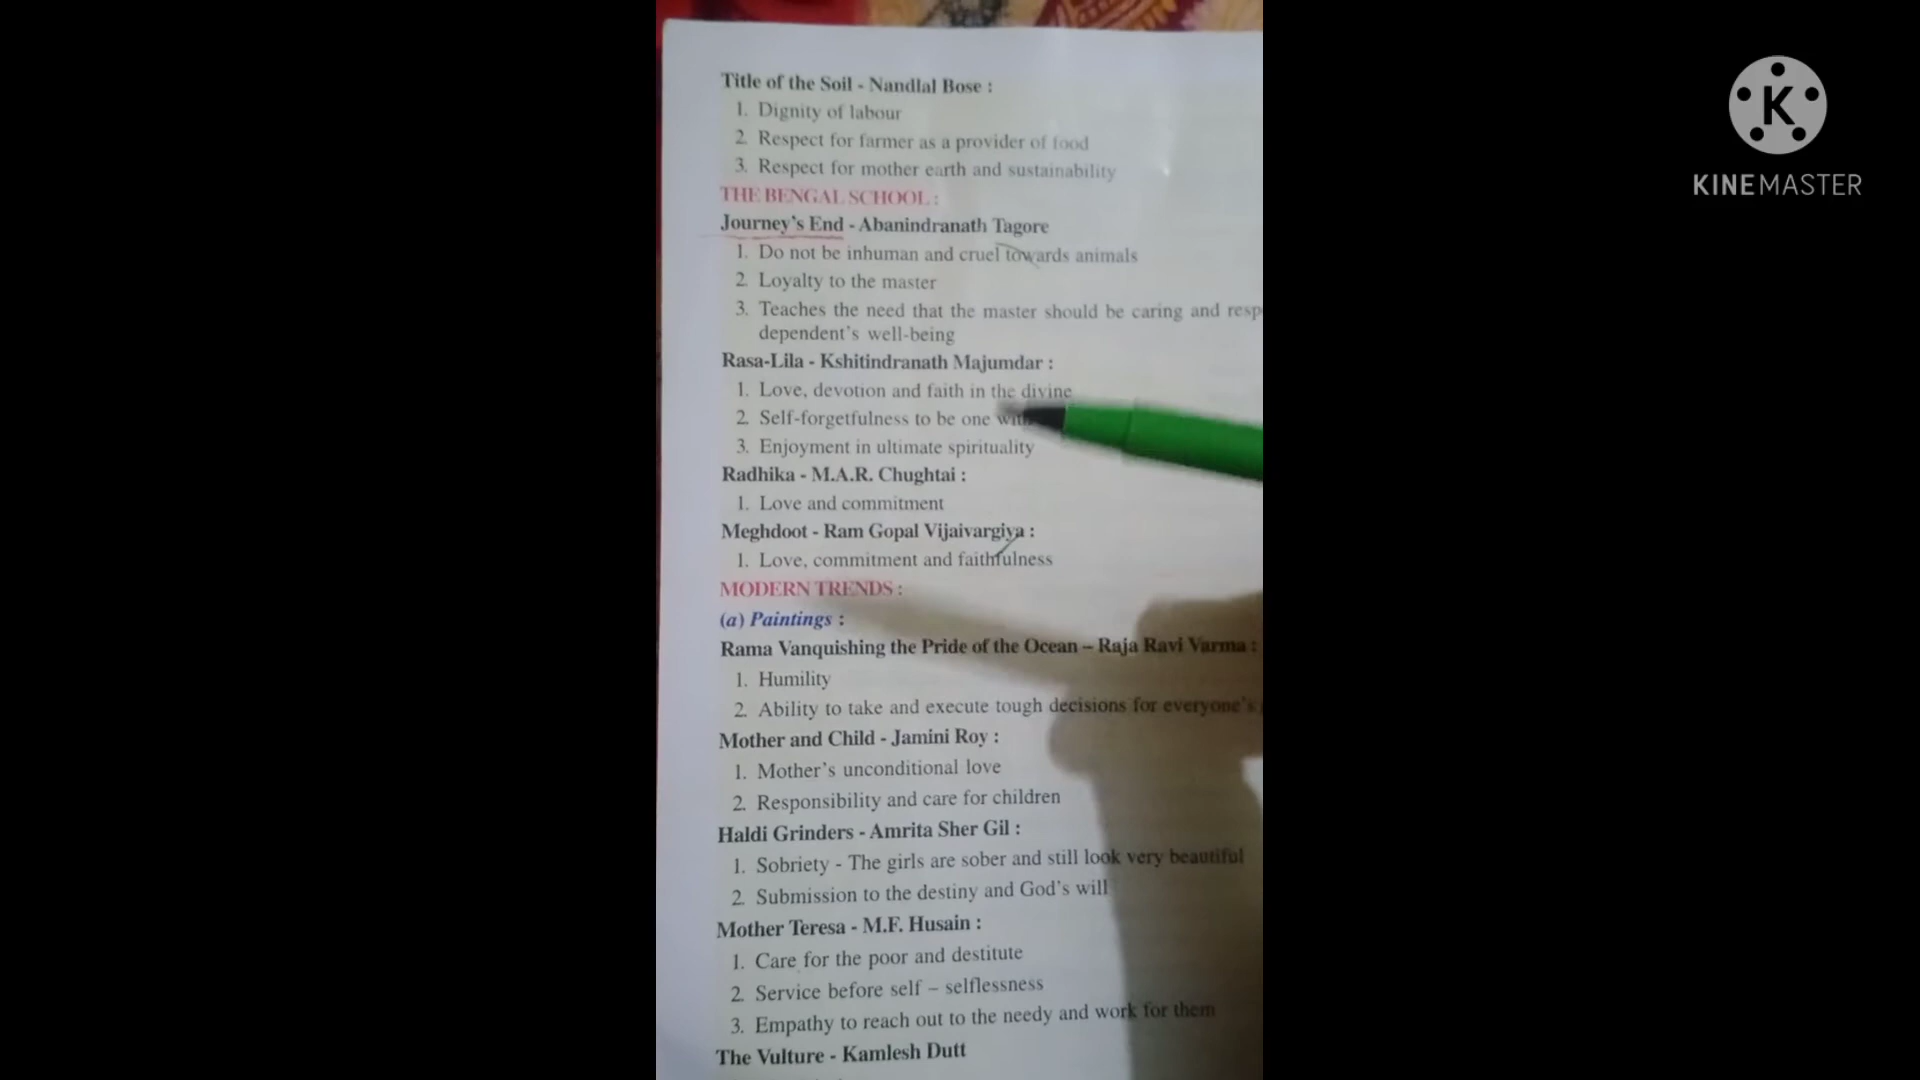 Title of the Soil - Nandlal Bose :
1. Dignity of labour
2. Respect for farmer as a provider of food
3. Respect for mother earth and sustainability
THE BENGAL SCHOOL :
Journey's End - Abanindranath Tagore
1. Do not be inhuman and cruel towards animals
2. Loyalty to the master
3. Teaches the need that the master should be caring and resp
dependent's well-being
Rasa-Lila - Kshitindranath Majumdar :
1. Love, devotion and faith in the divine
2. Self-forgetfulness to be one
3. Enjoyment in ultimate spirituality
Radhika - M.A.R. Chughtai :
1. Love and commitment
Meghdoot - Ram Gopal Vijaivargiya :
1. Love, commitment and faithfulness
MODERN TRENDS :
(a) Paintings :
Rama Vanquishing the Pride of the Ocean – Raja Ravi Varma :
1. Humility
2. Ability to take and execute tough decisions for everyone's
Mother and Child - Jamini Roy :
1. Mother's unconditional love
2. Responsibility and care for children
Haldi Grinders - Amrita Sher Gil :
1. Sobriety - The girls are sober and still look very beautiful
2. Submission to the destiny and God's will
Mother Teresa - M.F. Husain :
1. Care for the poor and destitute
2. Service before self – selflessness
3. Empathy to reach out to the needy and work for them
The Vulture - Kamlesh Dutt
K
KINEMASTER